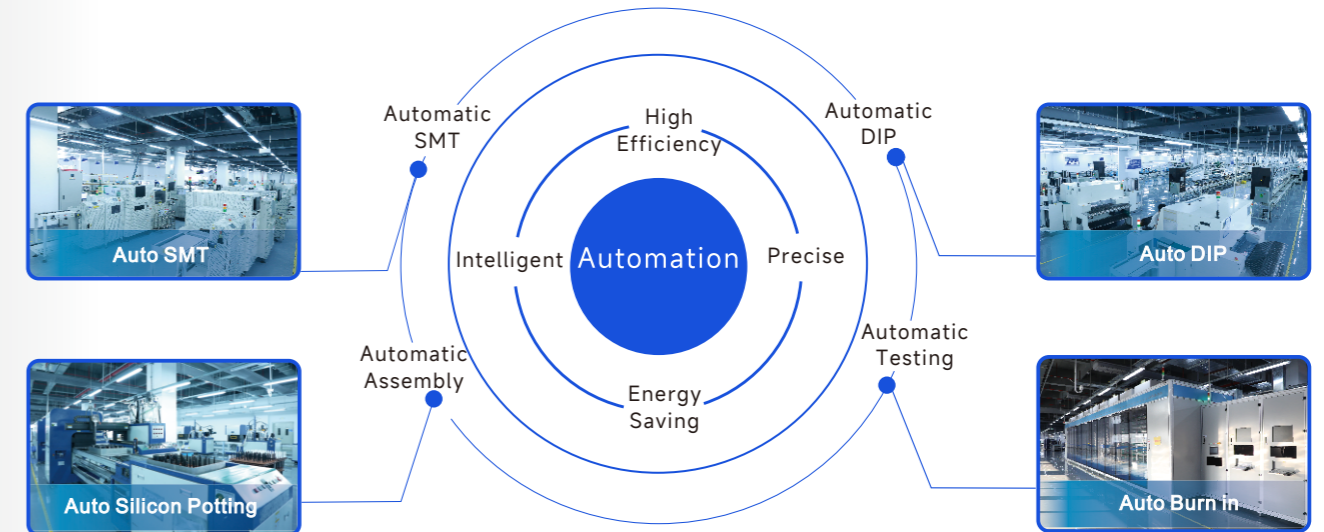 Automatic
SMT
High
Efficiency
Automatic
DIP
Auto SMT
Intelligent
Automation
Precise
Auto DIP
Automatic
Assembly
Energy
Saving
Automatic
Testing
Auto Silicon Potting
Auto Burn in